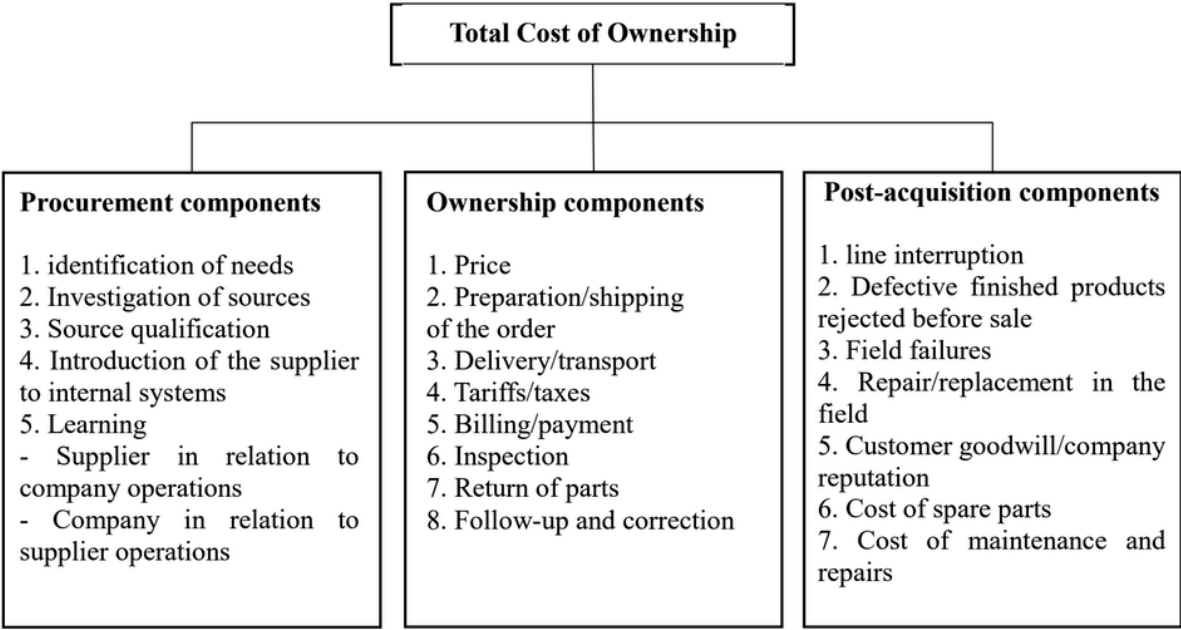 Total Cost of Ownership
Procurement components
1. identification of needs
2. Investigation of sources
3. Source qualification
4. Introduction of the supplier
to internal systems
5. Learning
- Supplier in relation to
company operations
- Company in relation to
supplier operations
Ownership components
1. Price
2. Preparation/shipping
of the order
3. Delivery/transport
4. Tariffs/taxes
5. Billing/payment
6. Inspection
7. Return of parts
8. Follow-up and correction
Post-acquisition components
1. line interruption
2. Defective finished products
rejected before sale
3. Field failures
4. Repair/replacement in the
field
5. Customer goodwill/company
reputation
6. Cost of spare parts
7. Cost of maintenance and
repairs